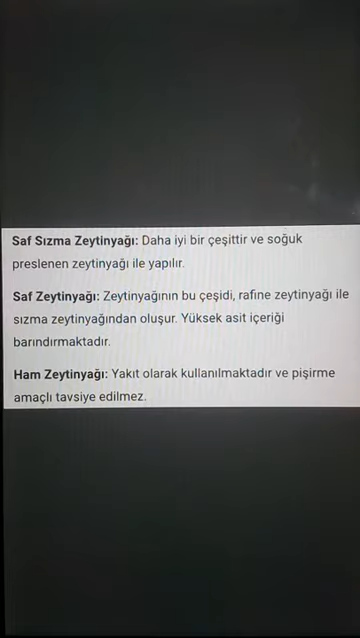 Saf Sızma Zeytinyağı: Daha iyi bir çeşittir ve soğuk
preslenen zeytinyağı ile yapılır.
Saf Zeytinyağı: Zeytinyağının bu çeşidi, rafine zeytinyağı ile
sızma zeytinyağından oluşur. Yüksek asit içeriği
barındırmaktadır.
Ham Zeytinyağı: Yakıt olarak kullanılmaktadır ve pişirme
amaçlı tavsiye edilmez.